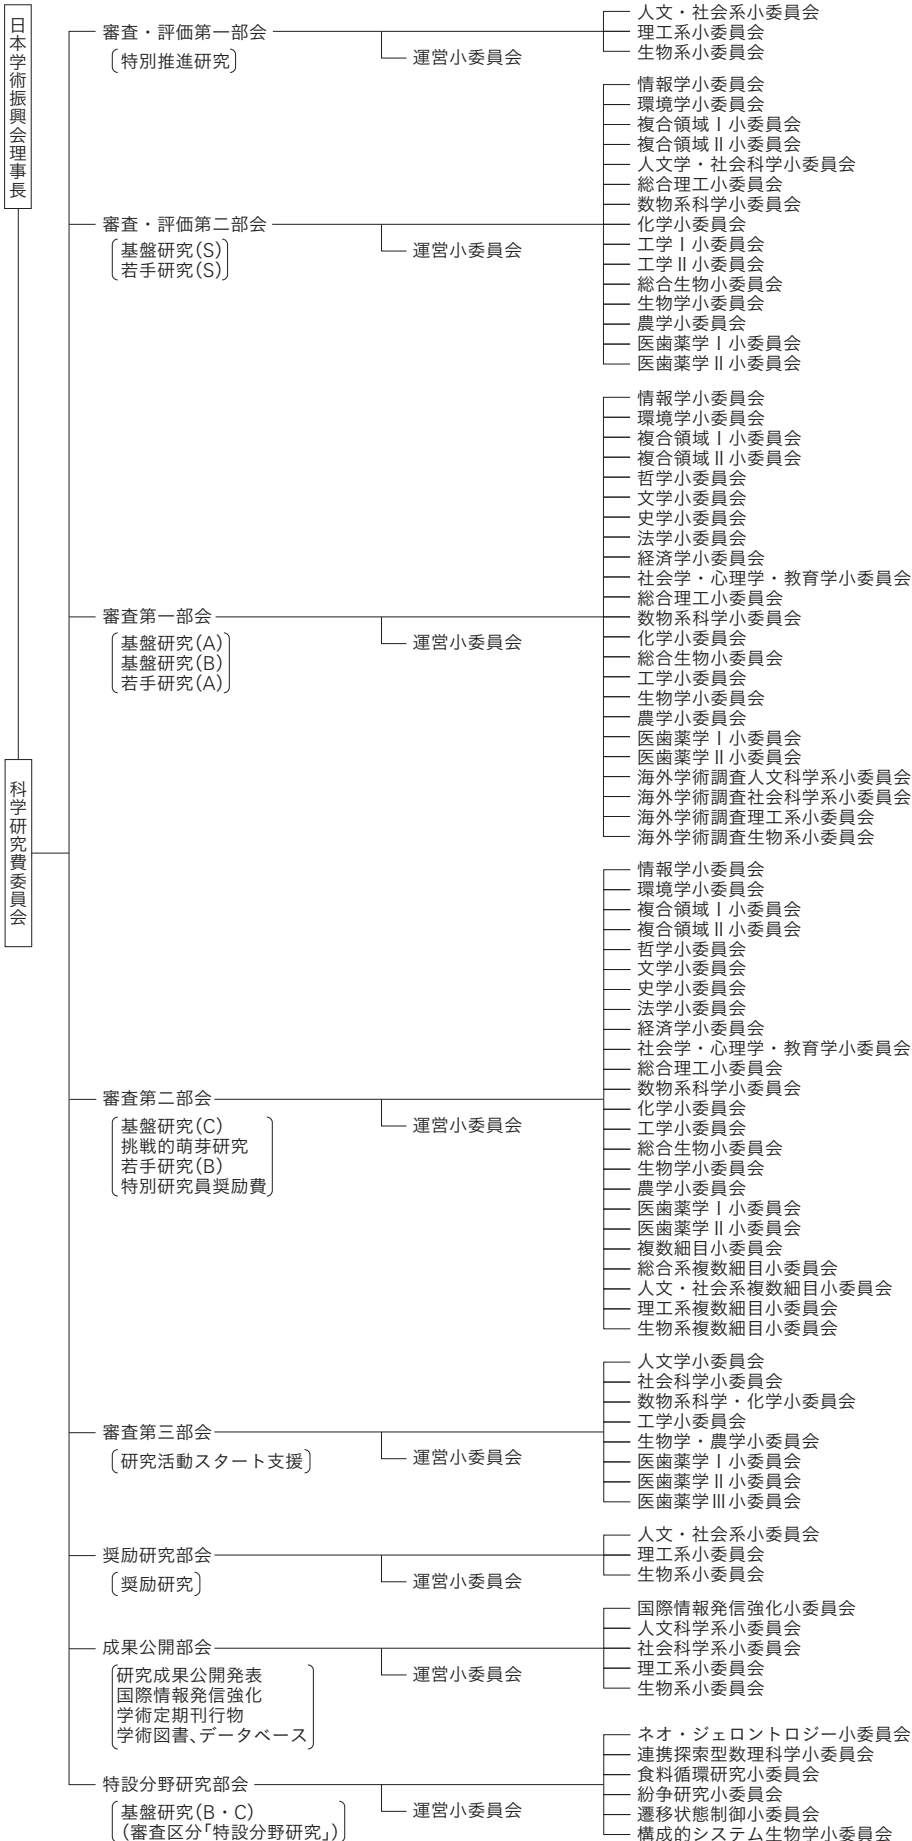 日本学術振興会理事長
科学研究費委員会
審査・評価第一部会
〔特別推進研究〕
運営小委員会
人文・社会系小委員会
理工系小委員会
生物系小委員会
審査・評価第二部会
基盤研究(S)
若手研究(S)
運営小委員会
情報学小委員会
環境学小委員会
複合領域Ⅰ小委員会
複合領域Ⅱ小委員会
人文学・社会科学小委員会
総合理工小委員会
数物系科学小委員会
化学小委員会
工学Ⅰ小委員会
工学Ⅱ小委員会
総合生物小委員会
生物学小委員会
農学小委員会
医歯薬学Ⅰ小委員会
医歯薬学Ⅱ小委員会
審査第一部会
基盤研究(A)
基盤研究(B)
若手研究(A)
運営小委員会
情報学小委員会
環境学小委員会
複合領域Ⅰ小委員会
複合領域Ⅱ小委員会
哲学小委員会
文学小委員会
史学小委員会
法学小委員会
経済学小委員会
社会学・心理学・教育学小委員会
総合理工小委員会
数物系科学小委員会
化学小委員会
総合生物小委員会
工学小委員会
生物学小委員会
農学小委員会
医歯薬学Ⅰ小委員会
医歯薬学Ⅱ小委員会
海外学術調査人文科学系小委員会
海外学術調査社会科学系小委員会
海外学術調査理工系小委員会
海外学術調査生物系小委員会
審査第二部会
基盤研究(C)
挑戦的萌芽研究
若手研究(B)
特別研究員奨励費
運営小委員会
情報学小委員会
環境学小委員会
複合領域Ⅰ小委員会
複合領域Ⅱ小委員会
哲学小委員会
文学小委員会
史学小委員会
法学小委員会
経済学小委員会
社会学・心理学・教育学小委員会
総合理工小委員会
数物系科学小委員会
化学小委員会
工学小委員会
総合生物小委員会
生物学小委員会
農学小委員会
医歯薬学Ⅰ小委員会
医歯薬学Ⅱ小委員会
複数細目小委員会
総合系複数細目小委員会
人文・社会系複数細目小委員会
理工系複数細目小委員会
生物系複数細目小委員会
審査第三部会
〔研究活動スタート支援〕
運営小委員会
人文学小委員会
社会科学小委員会
数物系科学・化学小委員会
工学小委員会
生物学・農学小委員会
医歯薬学Ⅰ小委員会
医歯薬学Ⅱ小委員会
医歯薬学Ⅲ小委員会
奨励研究部会
〔奨励研究〕
運営小委員会
人文・社会系小委員会
理工系小委員会
生物系小委員会
成果公開部会
研究成果公開発表
国際情報発信強化
学術定期刊行物
学術図書、データベース
運営小委員会
国際情報発信強化小委員会
人文科学系小委員会
社会科学系小委員会
理工系小委員会
生物系小委員会
特設分野研究部会
基盤研究(B・C)
(審査区分「特設分野研究」)
運営小委員会
ネオ・ジェロントロジー小委員会
連携探索型数理科学小委員会
食料循環研究小委員会
紛争研究小委員会
遷移状態制御小委員会
構成的システム生物学小委員会